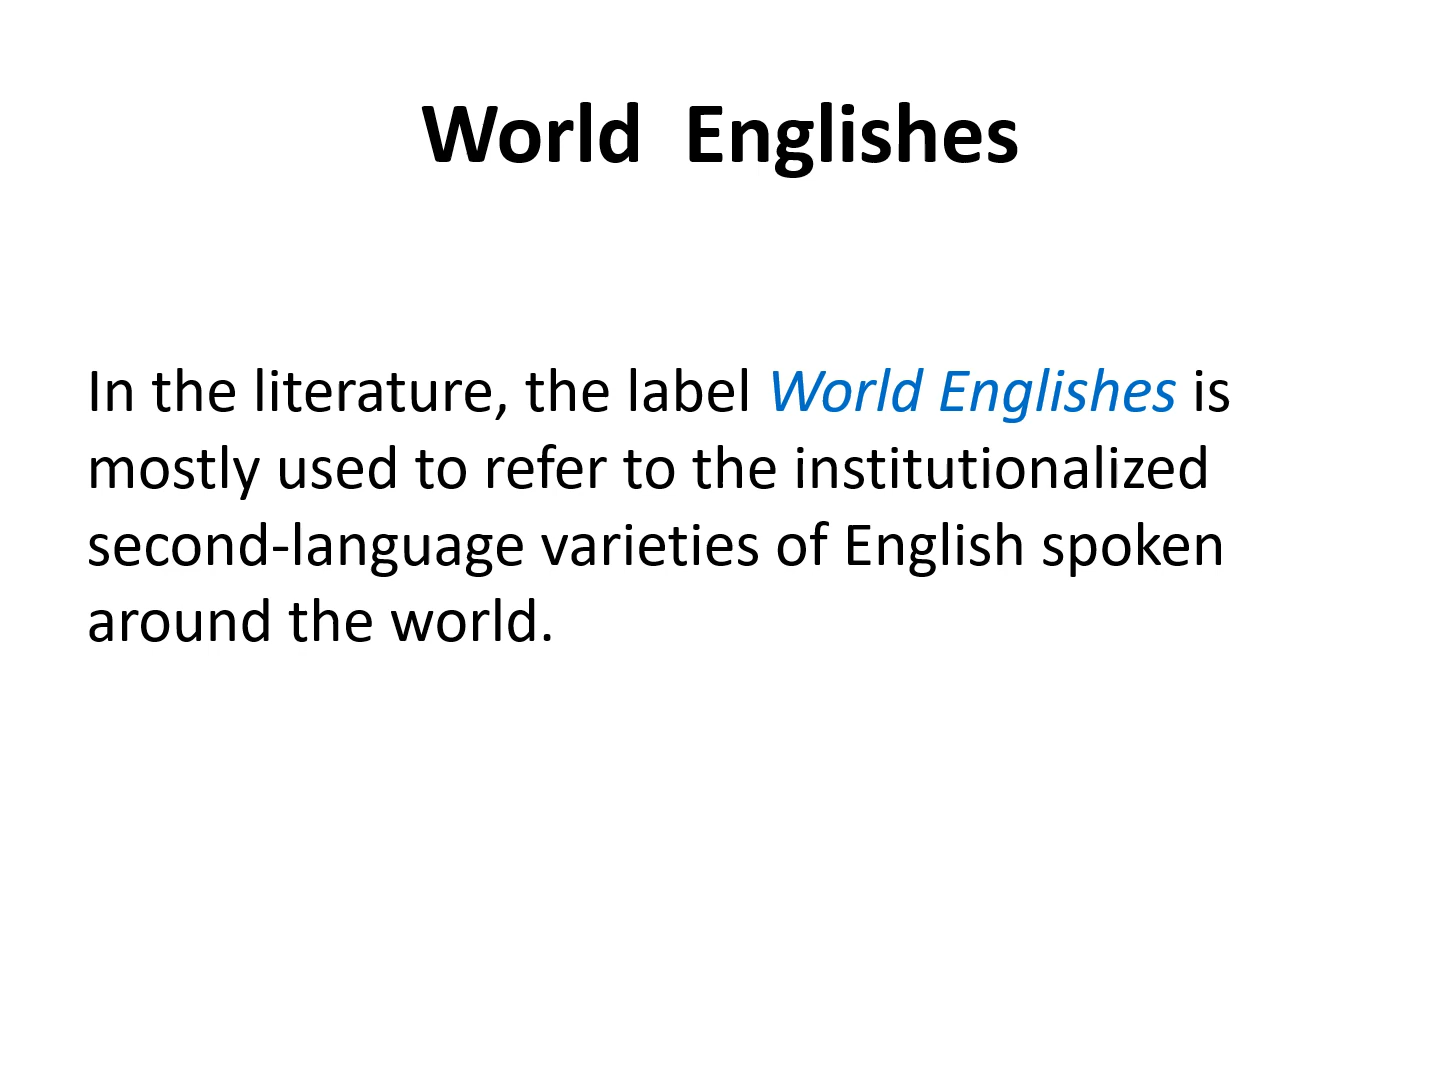 World Englishes
In the literature, the label World Englishes is
mostly used to refer to the institutionalized
second-language varieties of English spoken
around the world.